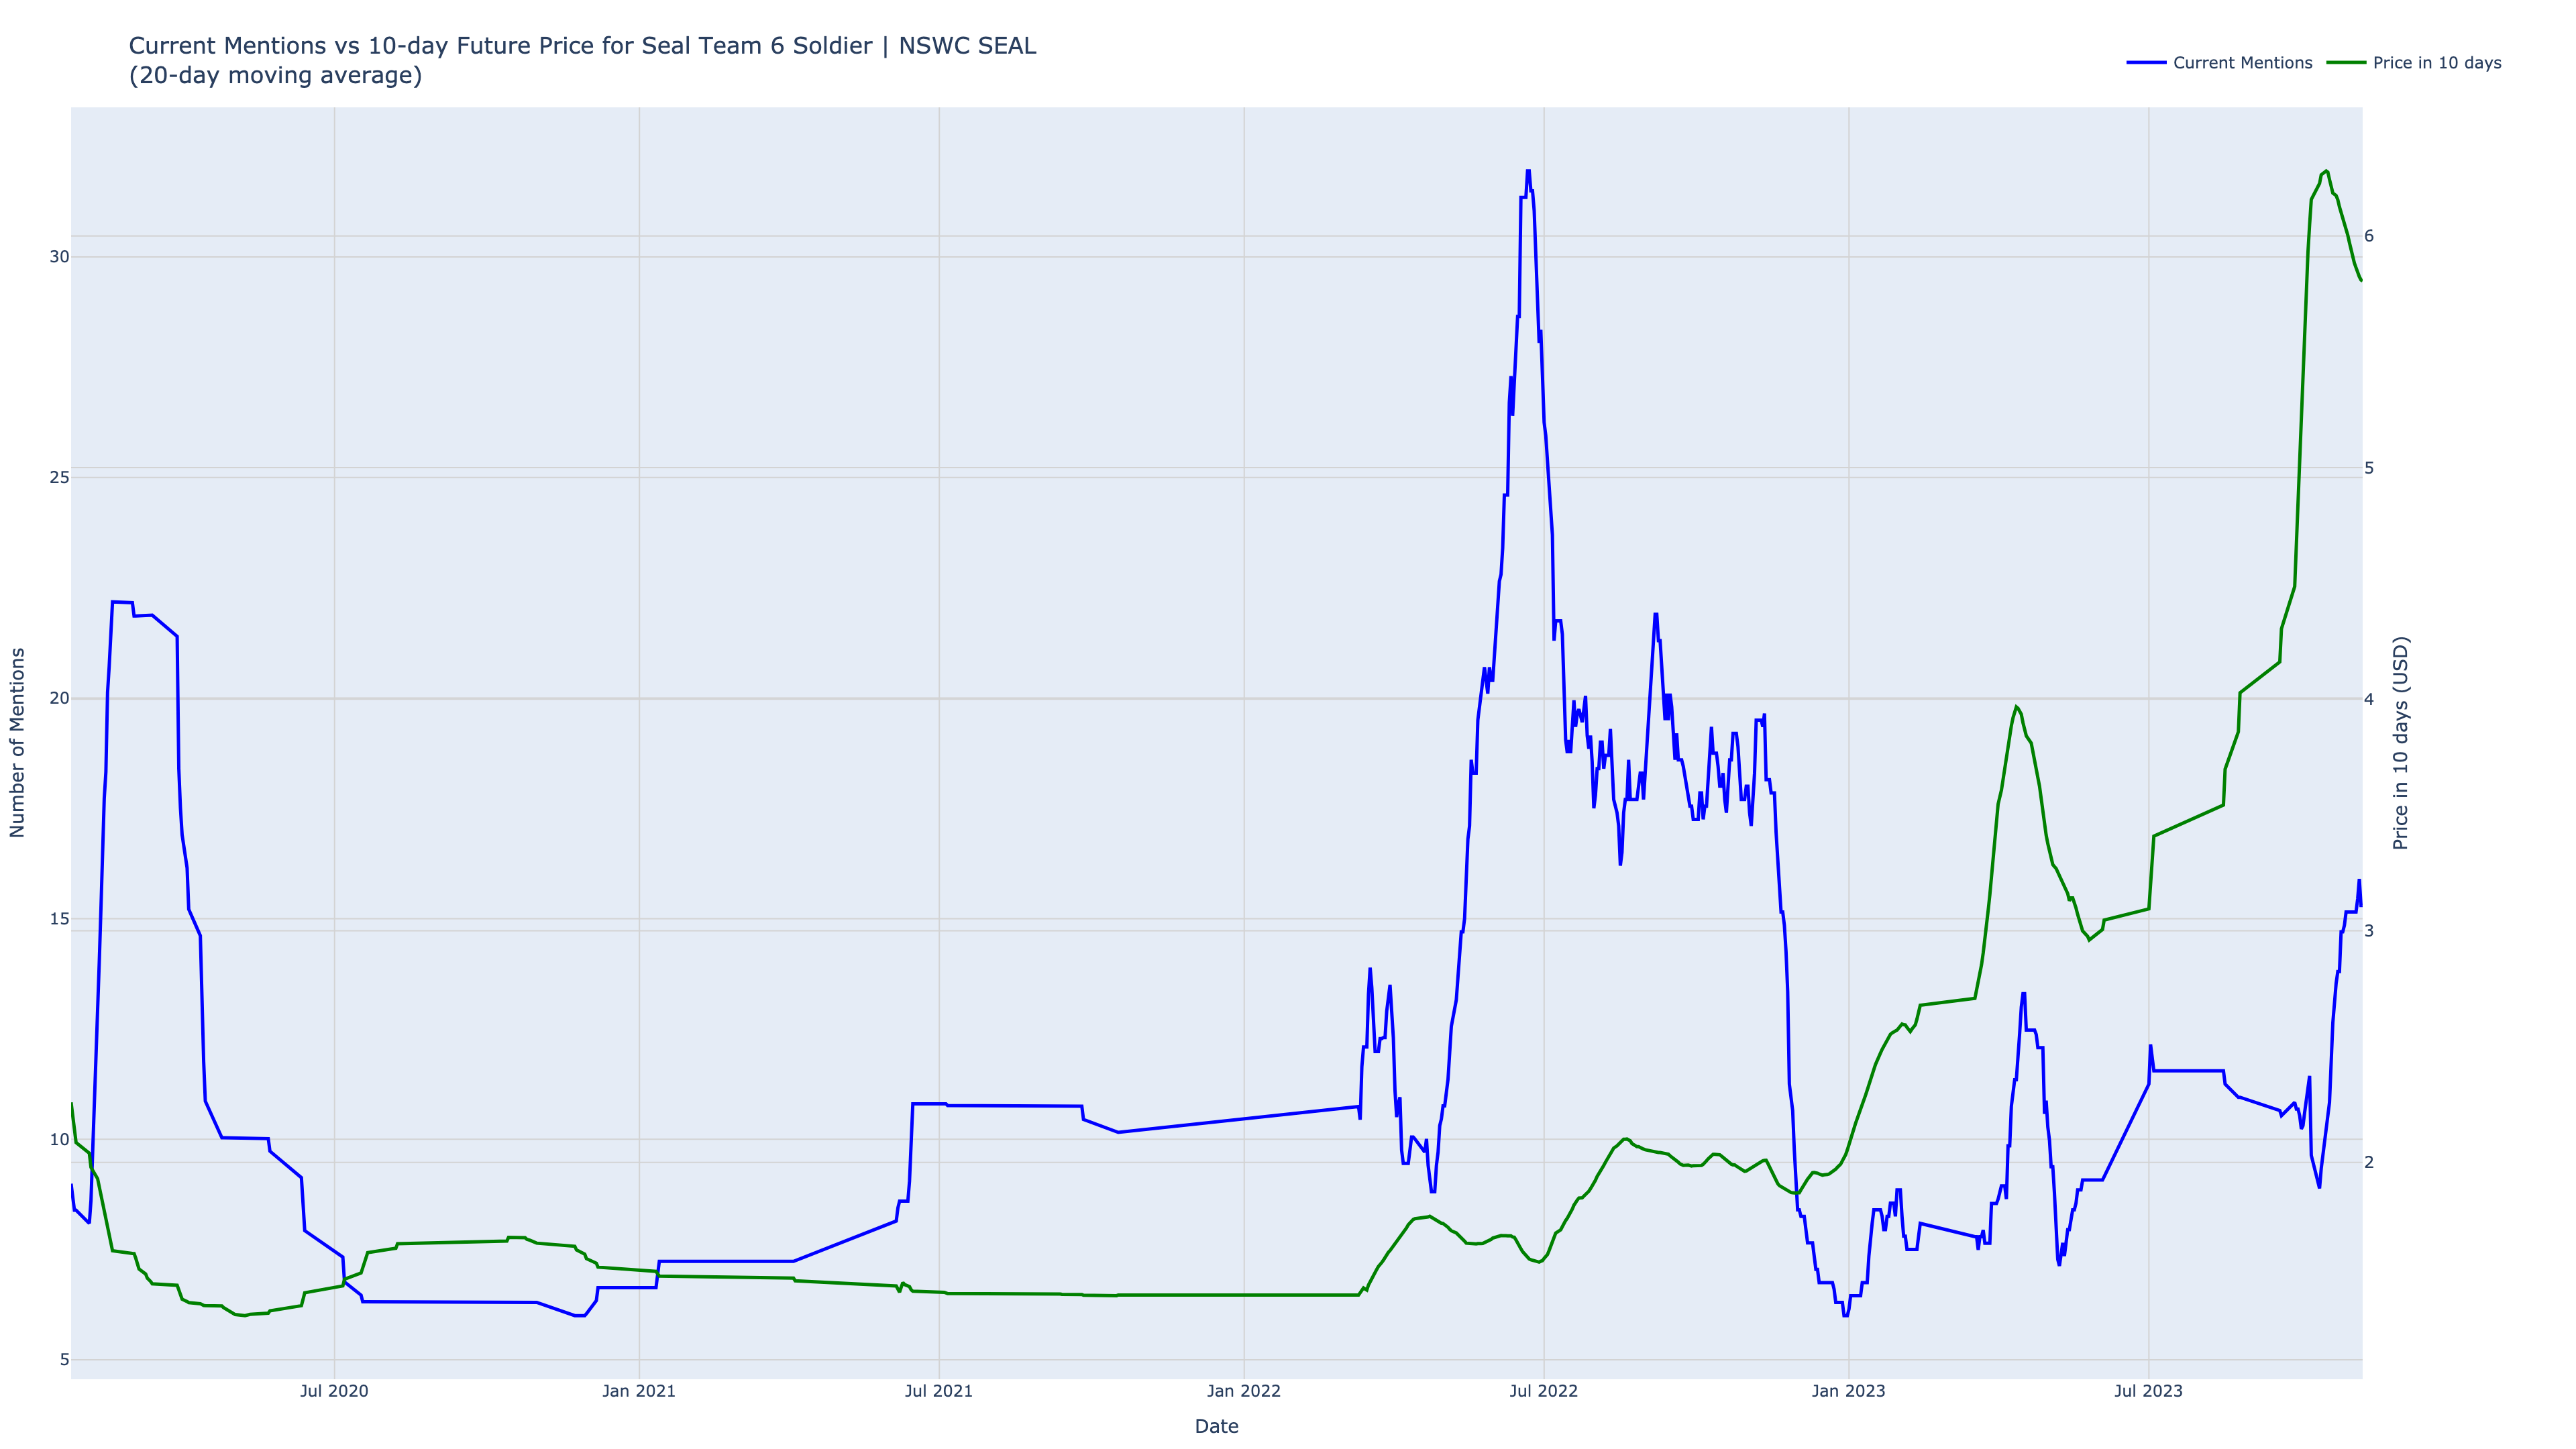 Current Mentions vs 10-day Future Price for Seal Team 6 Soldier | NSWC SEAL
(20-day moving average)
Current Mentions
Price in 10 days
30
25
20
15
10
5
Number of Mentions
6
5
4
3
2
Price in 10 days (USD)
Jul 2020
Jan 2021
Jul 2021
Jan 2022
Jul 2022
Jan 2023
Jul 2023
Date